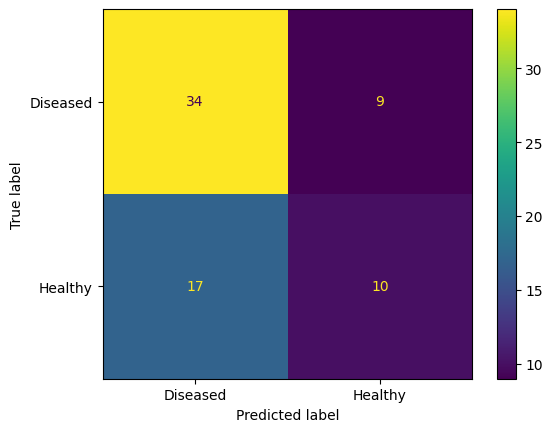 Diseased 34 9
Healthy 17 10
Diseased Healthy
Predicted label
True label
30
25
20
15
10